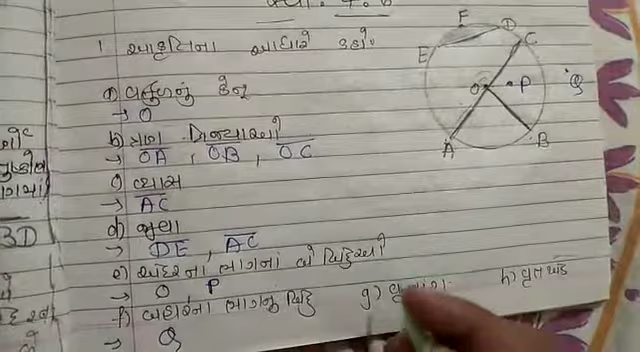 1 આકૃતિના આધારે કહો.
a) વર્તુળનું કેન્દ્ર
→ O
b) ત્રણ ત્રિજ્યાઓ
→ OA , OB , OC
c) વ્યાસ
→ AC
d) જીવા
→ DE , AC
e) અંદરના ભાગના બે બિંદુઓ
→ O , P
f) બહારના ભાગનુ બિંદુ
→ Q
g)
h) વૃતખંડ
F
D
C
E
O
P
Q
A
B
3D